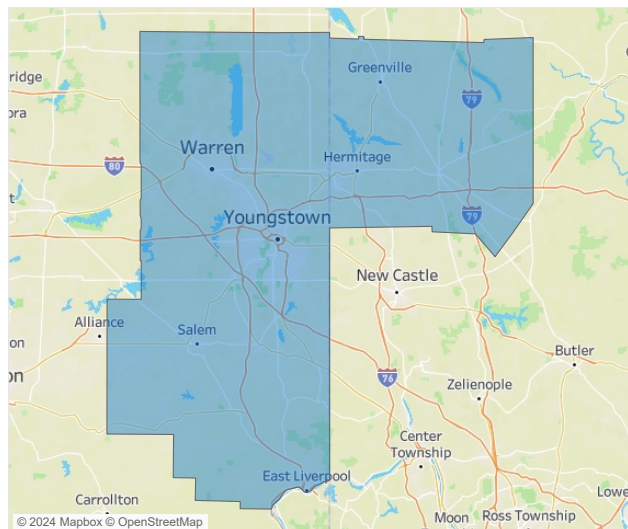 Greenville
ridge
79
ora
Warren
80
Hermitage
t
Youngstown
79
New Castle
Alliance
Salem
on
on
Butler
76
Zelienople
Center
Township
East Liverpool
Carrollton
Lowe
Moon
Ross Township
© 2024 Mapbox © OpenStreetMap